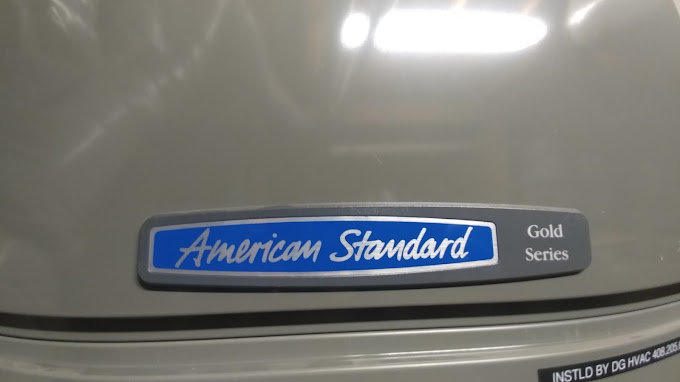 American Standard
Gold
Series
INSTLD BY DG HVAC 408.205.